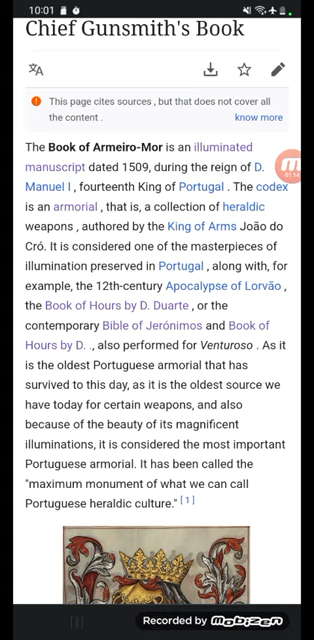 10:01
Chief Gunsmith's Book
This page cites sources , but that does not cover all
the content .
know more
The Book of Armeiro-Mor is an illuminated
manuscript dated 1509, during the reign of D.
Manuel I , fourteenth King of Portugal . The codex
is an armorial , that is, a collection of heraldic
weapons , authored by the King of Arms João do
Cró. It is considered one of the masterpieces of
illumination preserved in Portugal , along with, for
example, the 12th-century Apocalypse of Lorvão ,
the Book of Hours by D. Duarte , or the
contemporary Bible of Jerónimos and Book of
Hours by D. ., also performed for Venturoso . As it
is the oldest Portuguese armorial that has
survived to this day, as it is the oldest source we
have today for certain weapons, and also
because of the beauty of its magnificent
illuminations, it is considered the most important
Portuguese armorial. It has been called the
"maximum monument of what we can call
Portuguese heraldic culture." [ 1 ]
01:14
Recorded by Mobizen